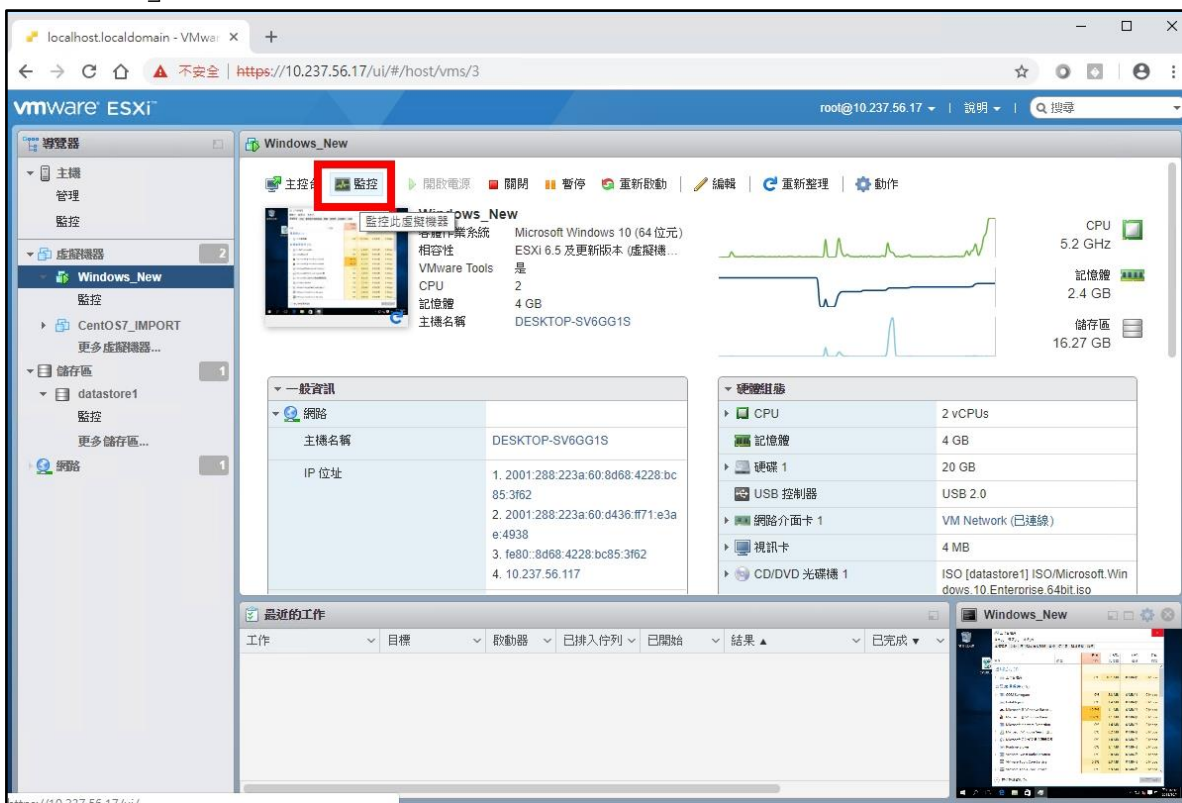 localhost.localdomain - VMwar
不安全 | https://10.237.56.17/ui/#/host/vms/3
vmware ESXi
root@10.237.56.17 | 說明 | 搜尋
導覽器
主機
管理
監控
虛擬機器 2
Windows_New
監控
CentOS7_IMPORT
更多虛擬機器...
儲存區 1
datastore1
監控
更多儲存區...
網路 1
Windows_New
主控台 監控 開啟電源 關閉 暫停 重新啟動 | 編輯 | 重新整理 | 動作
監控此虛擬機器
Windows_New
客體作業系統 Microsoft Windows 10 (64 位元)
相容性 ESXi 6.5 及更新版本 (虛擬機...
VMware Tools 是
CPU 2
記憶體 4 GB
主機名稱 DESKTOP-SV6GG1S
CPU
5.2 GHz
記憶體
2.4 GB
儲存區
16.27 GB
一般資訊
網路
主機名稱 DESKTOP-SV6GG1S
IP 位址 1. 2001:288:223a:60:8d68:4228:bc
85:3f62
2. 2001:288:223a:60:d436:ff71:e3a
e:4938
3. fe80::8d68:4228:bc85:3f62
4. 10.237.56.117
硬體組態
CPU 2 vCPUs
記憶體 4 GB
硬碟 1 20 GB
USB 控制器 USB 2.0
網路介面卡 1 VM Network (已連線)
視訊卡 4 MB
CD/DVD 光碟機 1 ISO [datastore1] ISO/Microsoft.Win
dows.10.Enterprise.64bit.iso
最近的工作
工作 目標 啟動器 已排入佇列 已開始 結果 ▲ 已完成 ▼
Windows_New